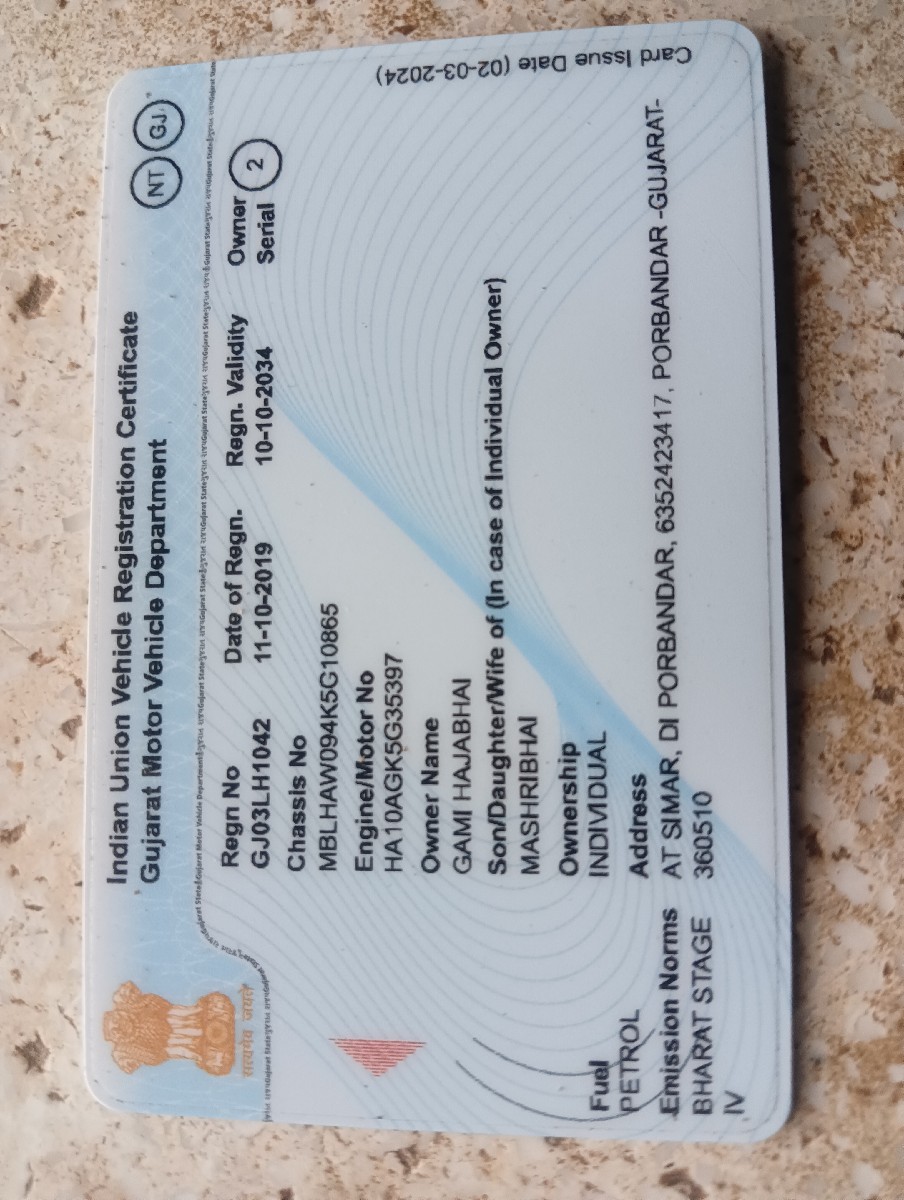 Indian Union Vehicle Registration Certificate
Gujarat Motor Vehicle Department
NT GJ
सत्यमेव जयते
Regn No Date of Regn. Regn. Validity Owner Serial 2
GJ03LH1042 11-10-2019 10-10-2034
Chassis No
MBLHAW094K5G10865
Engine/Motor No
HA10AGK5G35397
Owner Name
GAMI HAJABHAI
Son/Daughter/Wife of (In case of Individual Owner)
MASHRIBHAI
Ownership
INDIVIDUAL
Address
AT SIMAR, DI PORBANDAR, 6352423417, PORBANDAR -GUJARAT-
360510
Fuel
PETROL
Emission Norms
BHARAT STAGE
IV
Card Issue Date (02-03-2024)